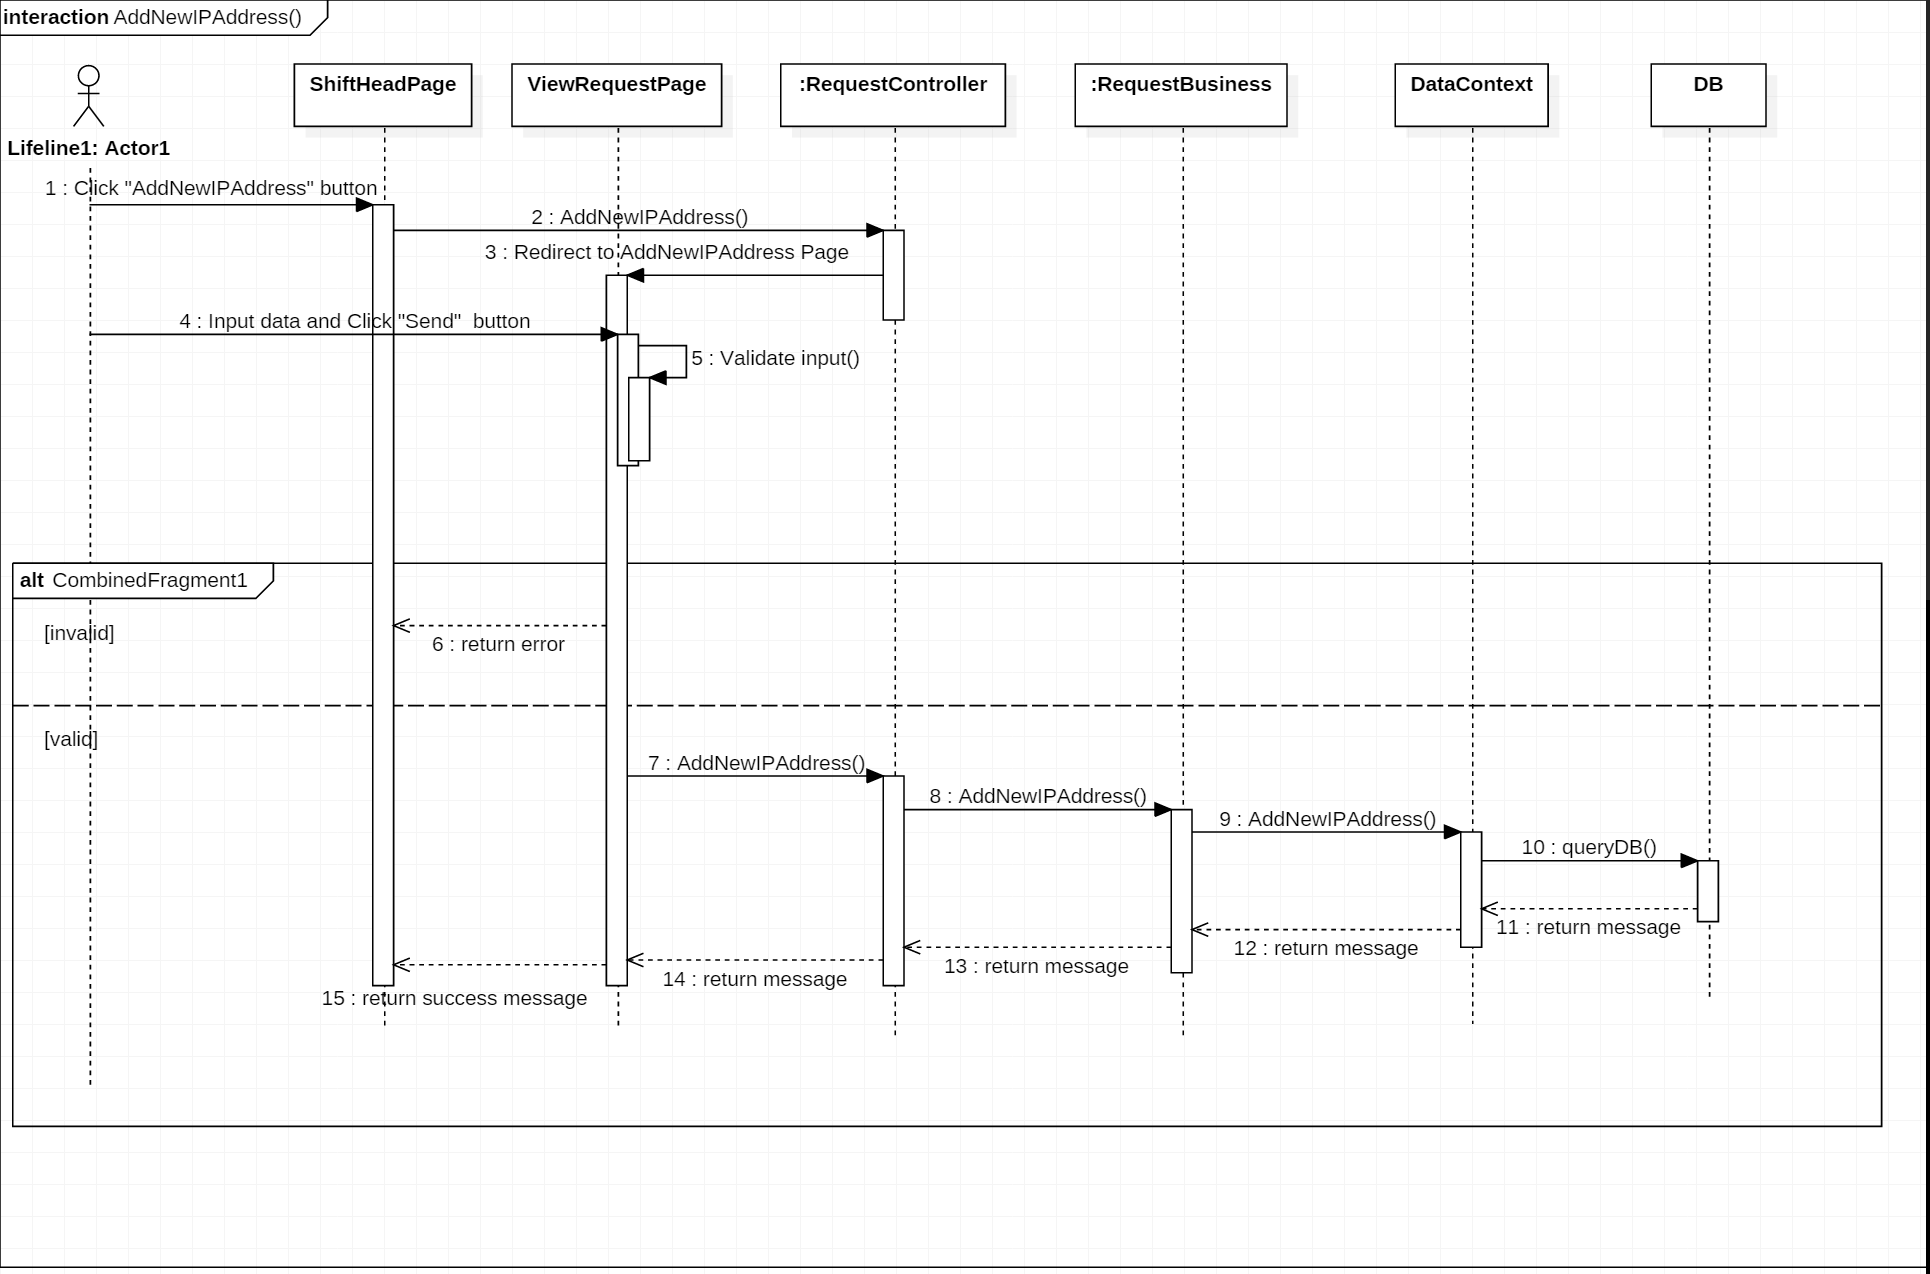 interaction AddNewIPAddress()
ShiftHeadPage
ViewRequestPage
:RequestController
:RequestBusiness
DataContext
DB
Lifeline1: Actor1
1 : Click "AddNewIPAddress" button
2 : AddNewIPAddress()
3 : Redirect to AddNewIPAddress Page
4 : Input data and Click "Send"  button
5 : Validate input()
alt CombinedFragment1
[invalid]
6 : return error
[valid]
7 : AddNewIPAddress()
8 : AddNewIPAddress()
9 : AddNewIPAddress()
10 : queryDB()
11 : return message
12 : return message
13 : return message
14 : return message
15 : return success message